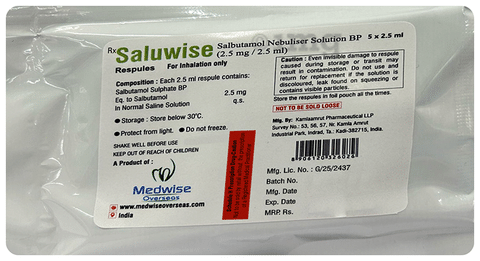 Rx Saluwise Salbutamol Nebuliser Solution BP 5 x 2.5 ml
(2.5 mg / 2.5 ml)
Respules For Inhalation only
Composition : Each 2.5 ml respule contains:
Salbutamol Sulphate BP
Eq. to Salbutamol 2.5 mg
In Normal Saline Solution q.s.
• Storage : Store below 30°C.
• Protect from light. • Do not freeze.
SHAKE WELL BEFORE USE
KEEP OUT OF REACH OF CHILDREN
A Product of :
Medwise
Overseas
www.medwiseoverseas.com
India
Caution : Even invisible damage to respule
caused during storage or transit may
result in contamination. Do not use and
return for replacement if the solution is
discoloured, leak found on squeezing or
contains visible particles.
Store the respules in foil pouch all the times.
NOT TO BE SOLD LOOSE
Mfg. By: Kamlaamrut Pharmaceutical LLP
Survey No.: 53, 56, 57, Nr. Kamla Amrut
Industrial Park, Indrad, Ta.: Kadi-382715, India.
8 906120 326026
Mfg. Lic. No. : G/25/2437
Batch No.
Mfg. Date
Exp. Date
MRP. Rs.